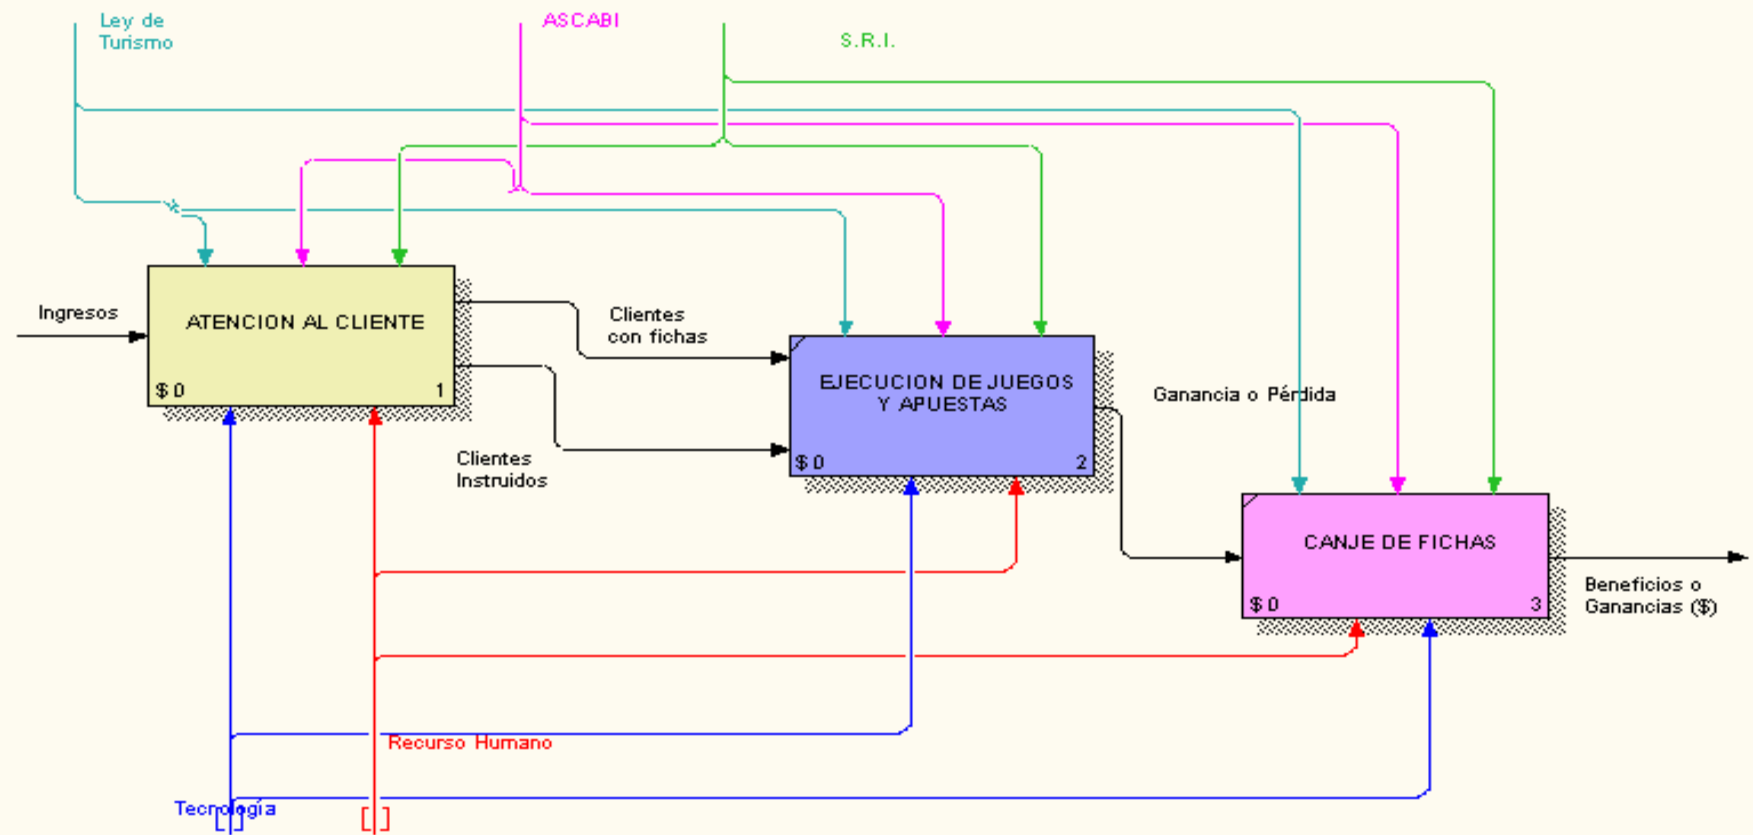 Ley de
Turismo
ASCABI
S.R.I.
Ingresos
ATENCION AL CLIENTE
$ 0
1
Clientes
con fichas
Clientes
Instruidos
EJECUCION DE JUEGOS
Y APUESTAS
$ 0
2
Ganancia o Pérdida
CANJE DE FICHAS
$ 0
3
Beneficios o
Ganancias ($)
Recurso Humano
Tecnología